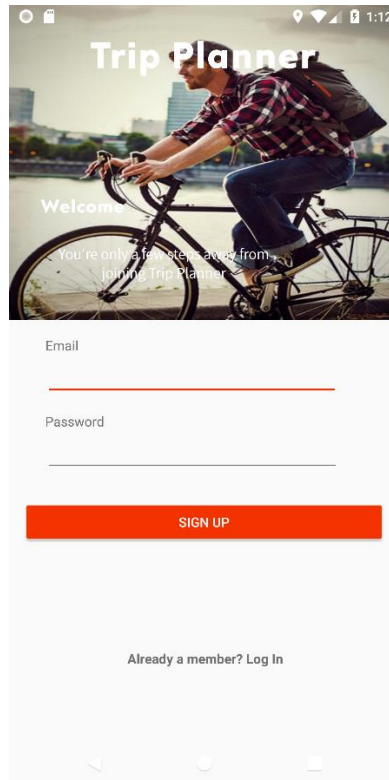 1:12
Trip Planner
Welcome
You're only a few steps away from
joining Trip Planner
Email
Password
SIGN UP
Already a member? Log In